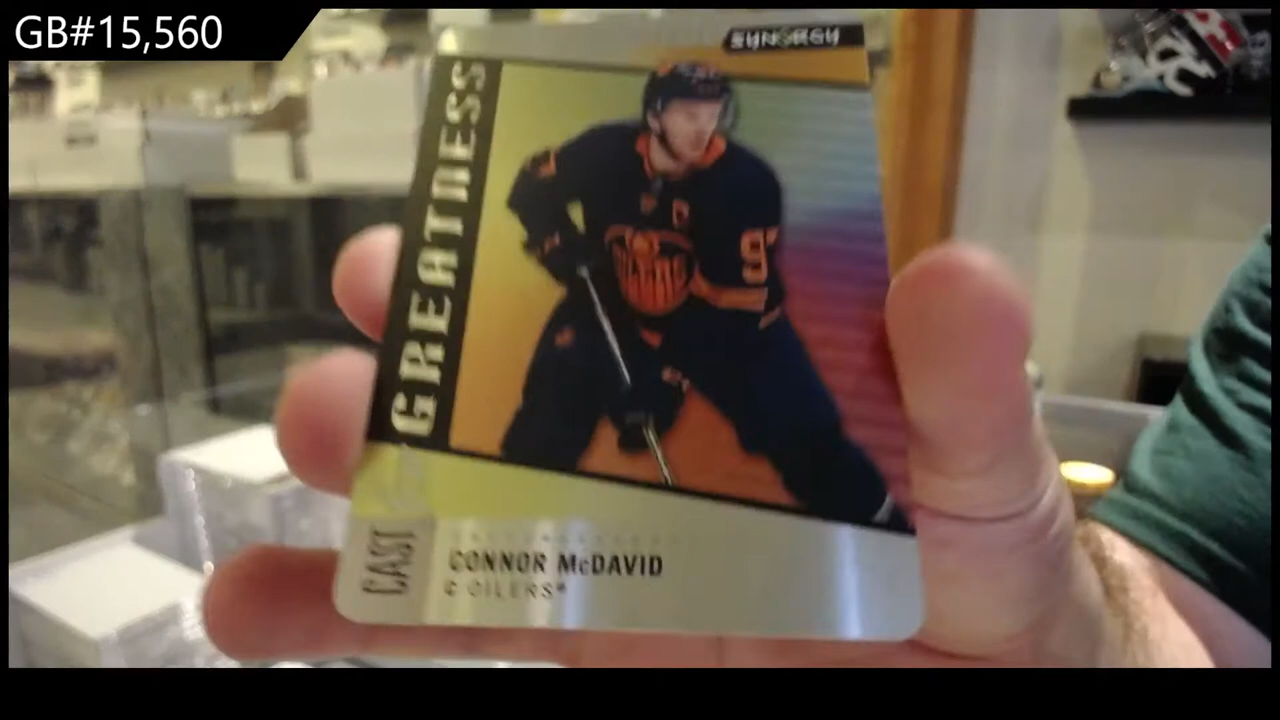 GB#15,560
SYNERGY
GREATNESS
CAST
CONNOR McDAVID
C OILERS®